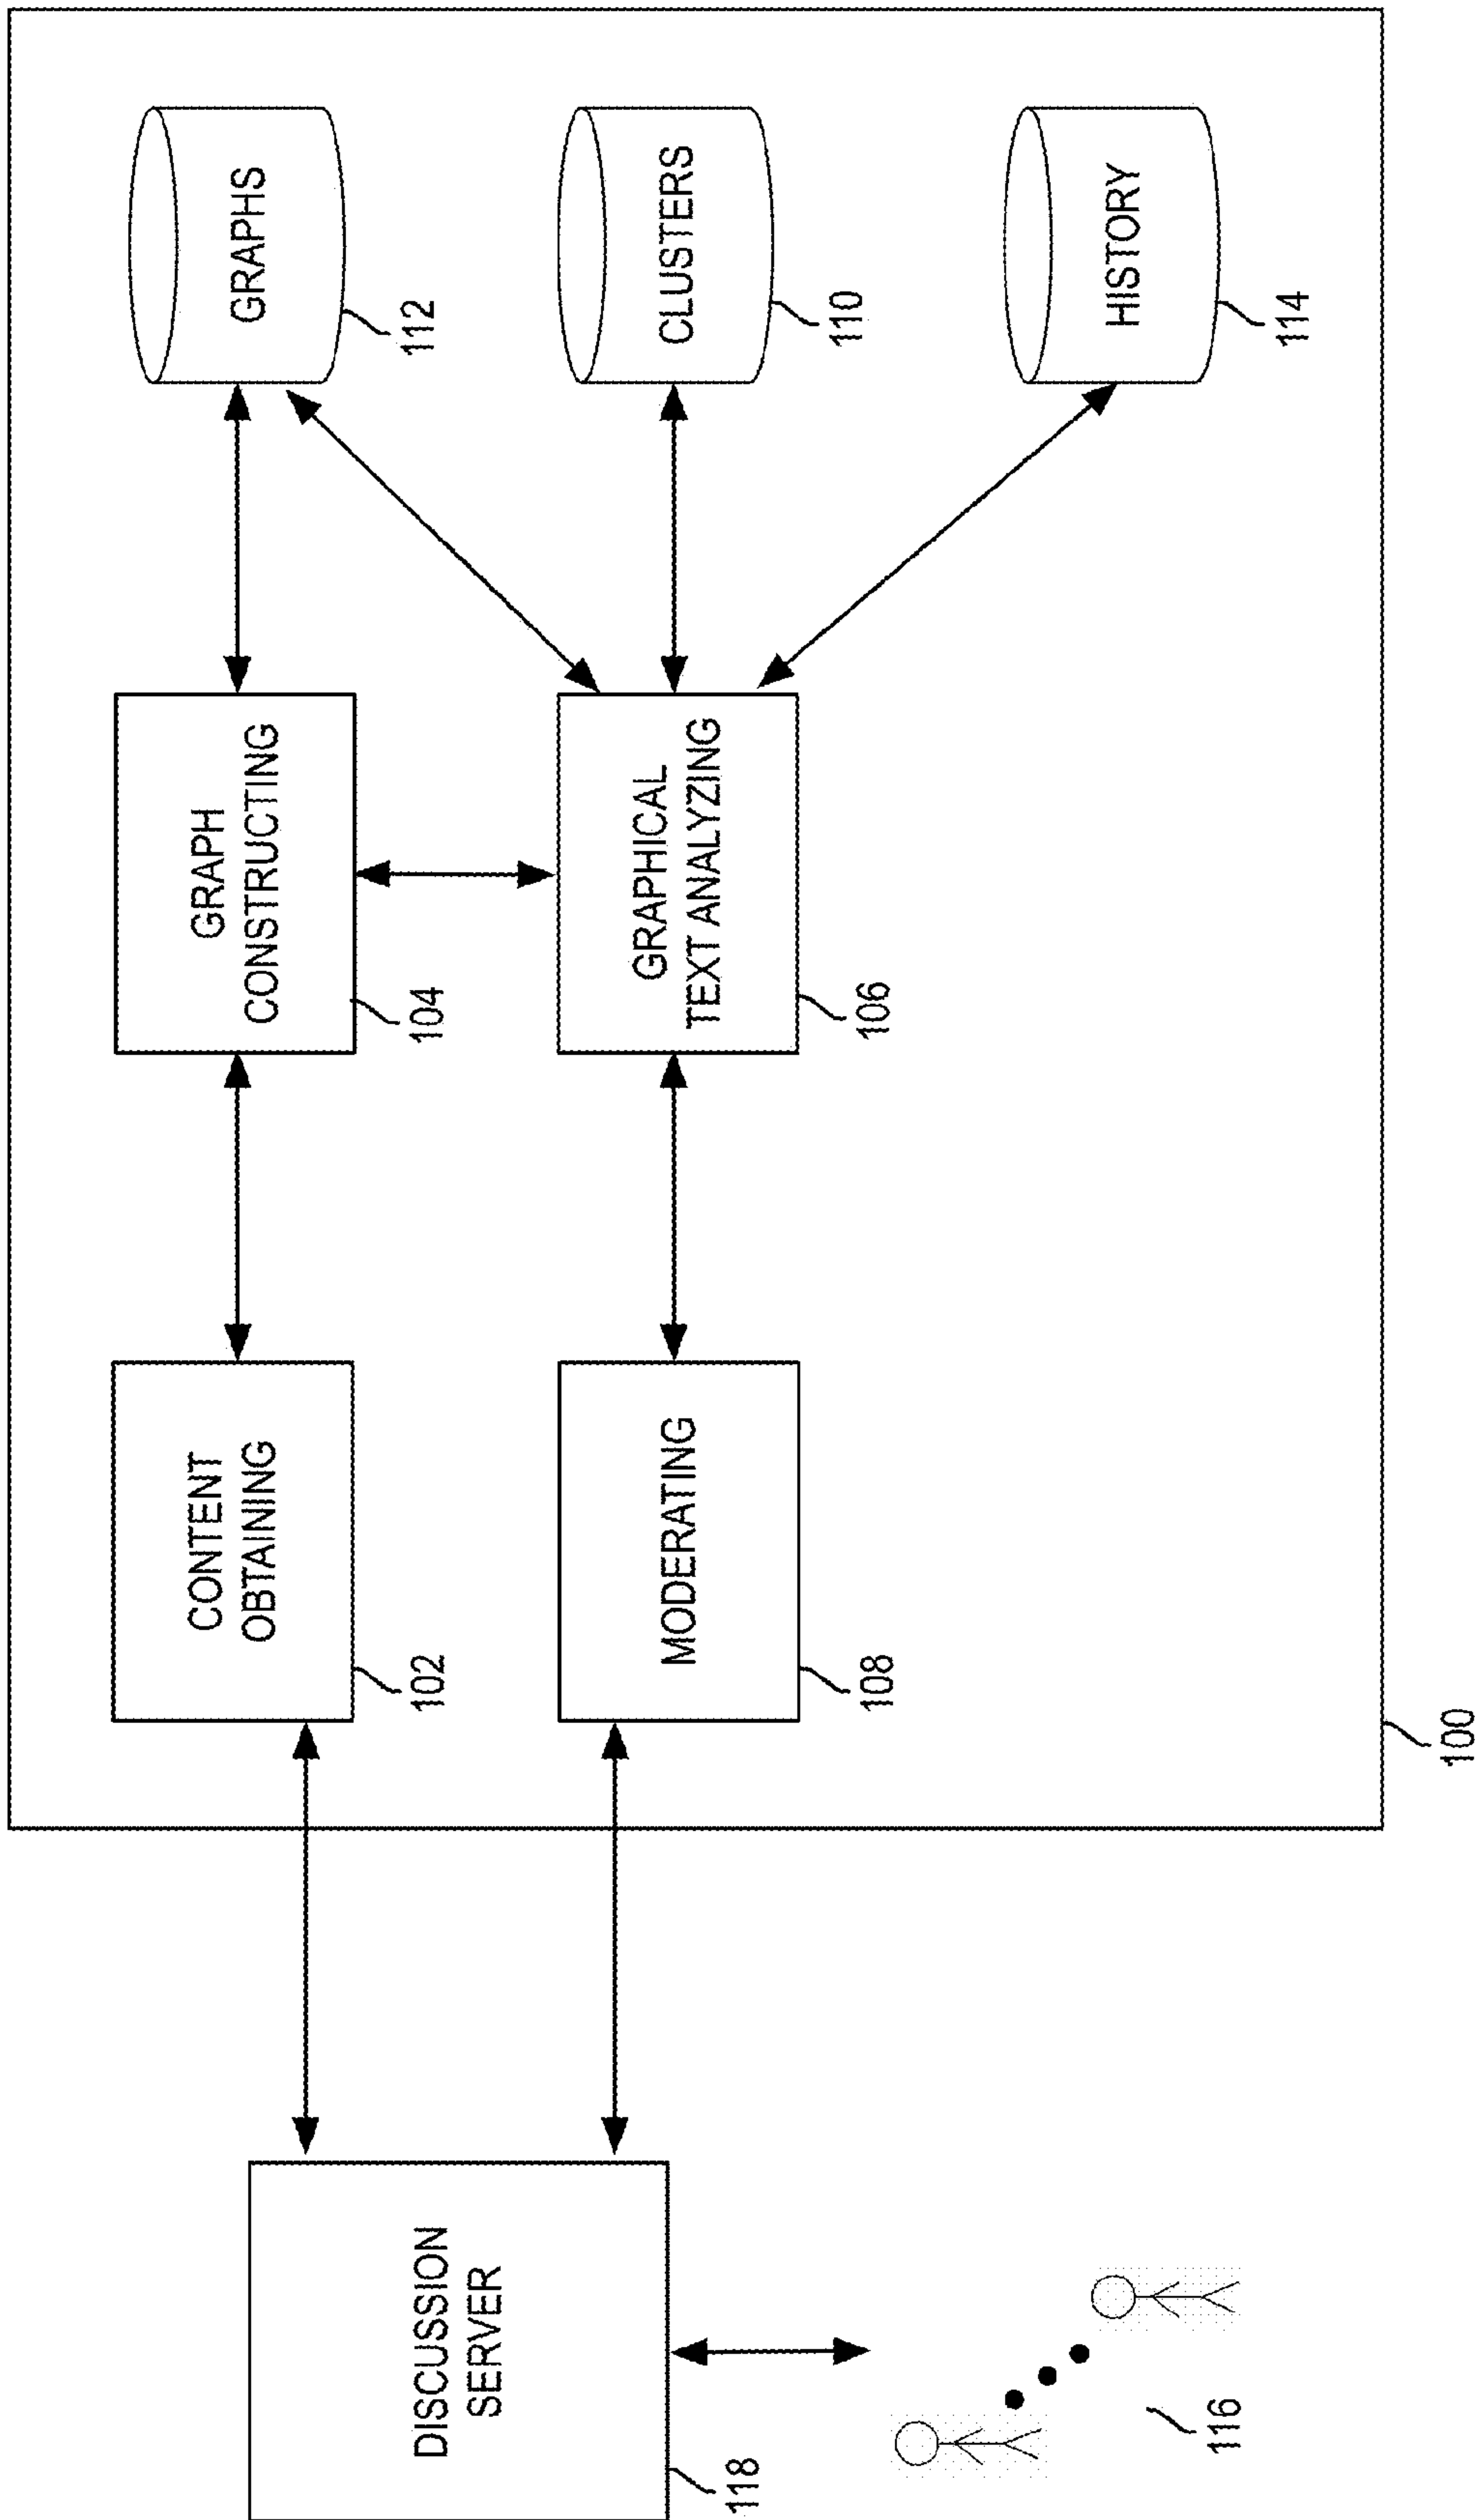 CONTENT
OBTAINING
102
GRAPH
CONSTRUCTING
104
GRAPHS
112
DISCUSSION
SERVER
118
MODERATING
108
GRAPHICAL
TEXT ANALYZING
106
CLUSTERS
110
HISTORY
114
116
100